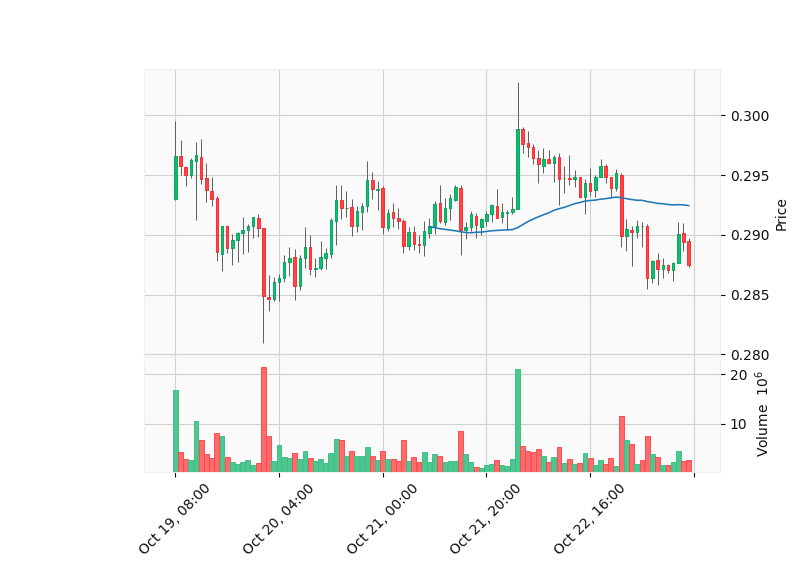 0.300
0.295
0.290
0.285
0.280
Price
20
10
Volume 10^6
Oct 19, 08:00
Oct 20, 04:00
Oct 21, 00:00
Oct 21, 20:00
Oct 22, 16:00